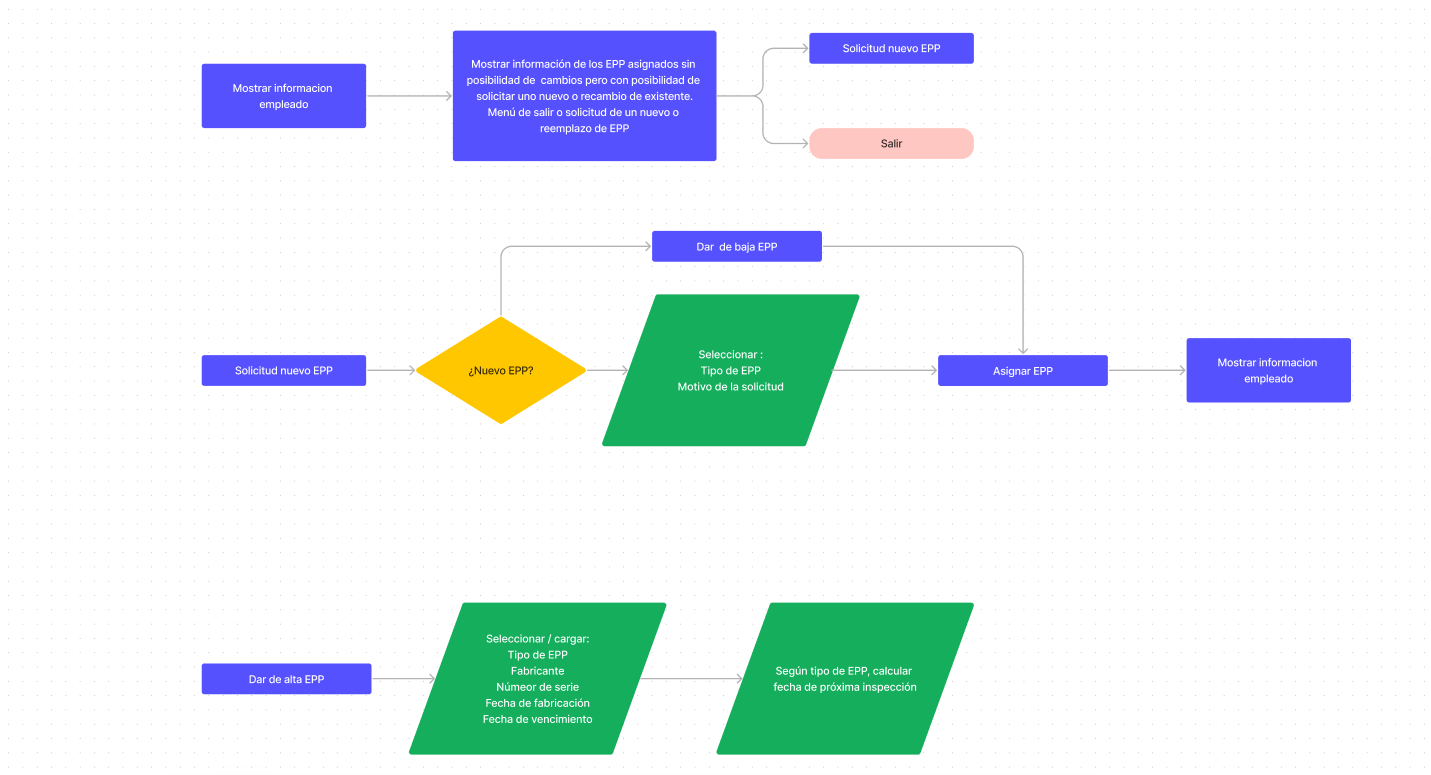 Mostrar informacion
empleado
Mostrar información de los EPP asignados sin
posibilidad de cambios pero con posibilidad de
solicitar uno nuevo o recambio de existente.
Menú de salir o solicitud de un nuevo o
reemplazo de EPP
Solicitud nuevo EPP
Salir
Dar de baja EPP
Solicitud nuevo EPP
¿Nuevo EPP?
Seleccionar :
Tipo de EPP
Motivo de la solicitud
Asignar EPP
Mostrar informacion
empleado
Dar de alta EPP
Seleccionar / cargar:
Tipo de EPP
Fabricante
Númeor de serie
Fecha de fabricación
Fecha de vencimiento
Según tipo de EPP, calcular
fecha de próxima inspección